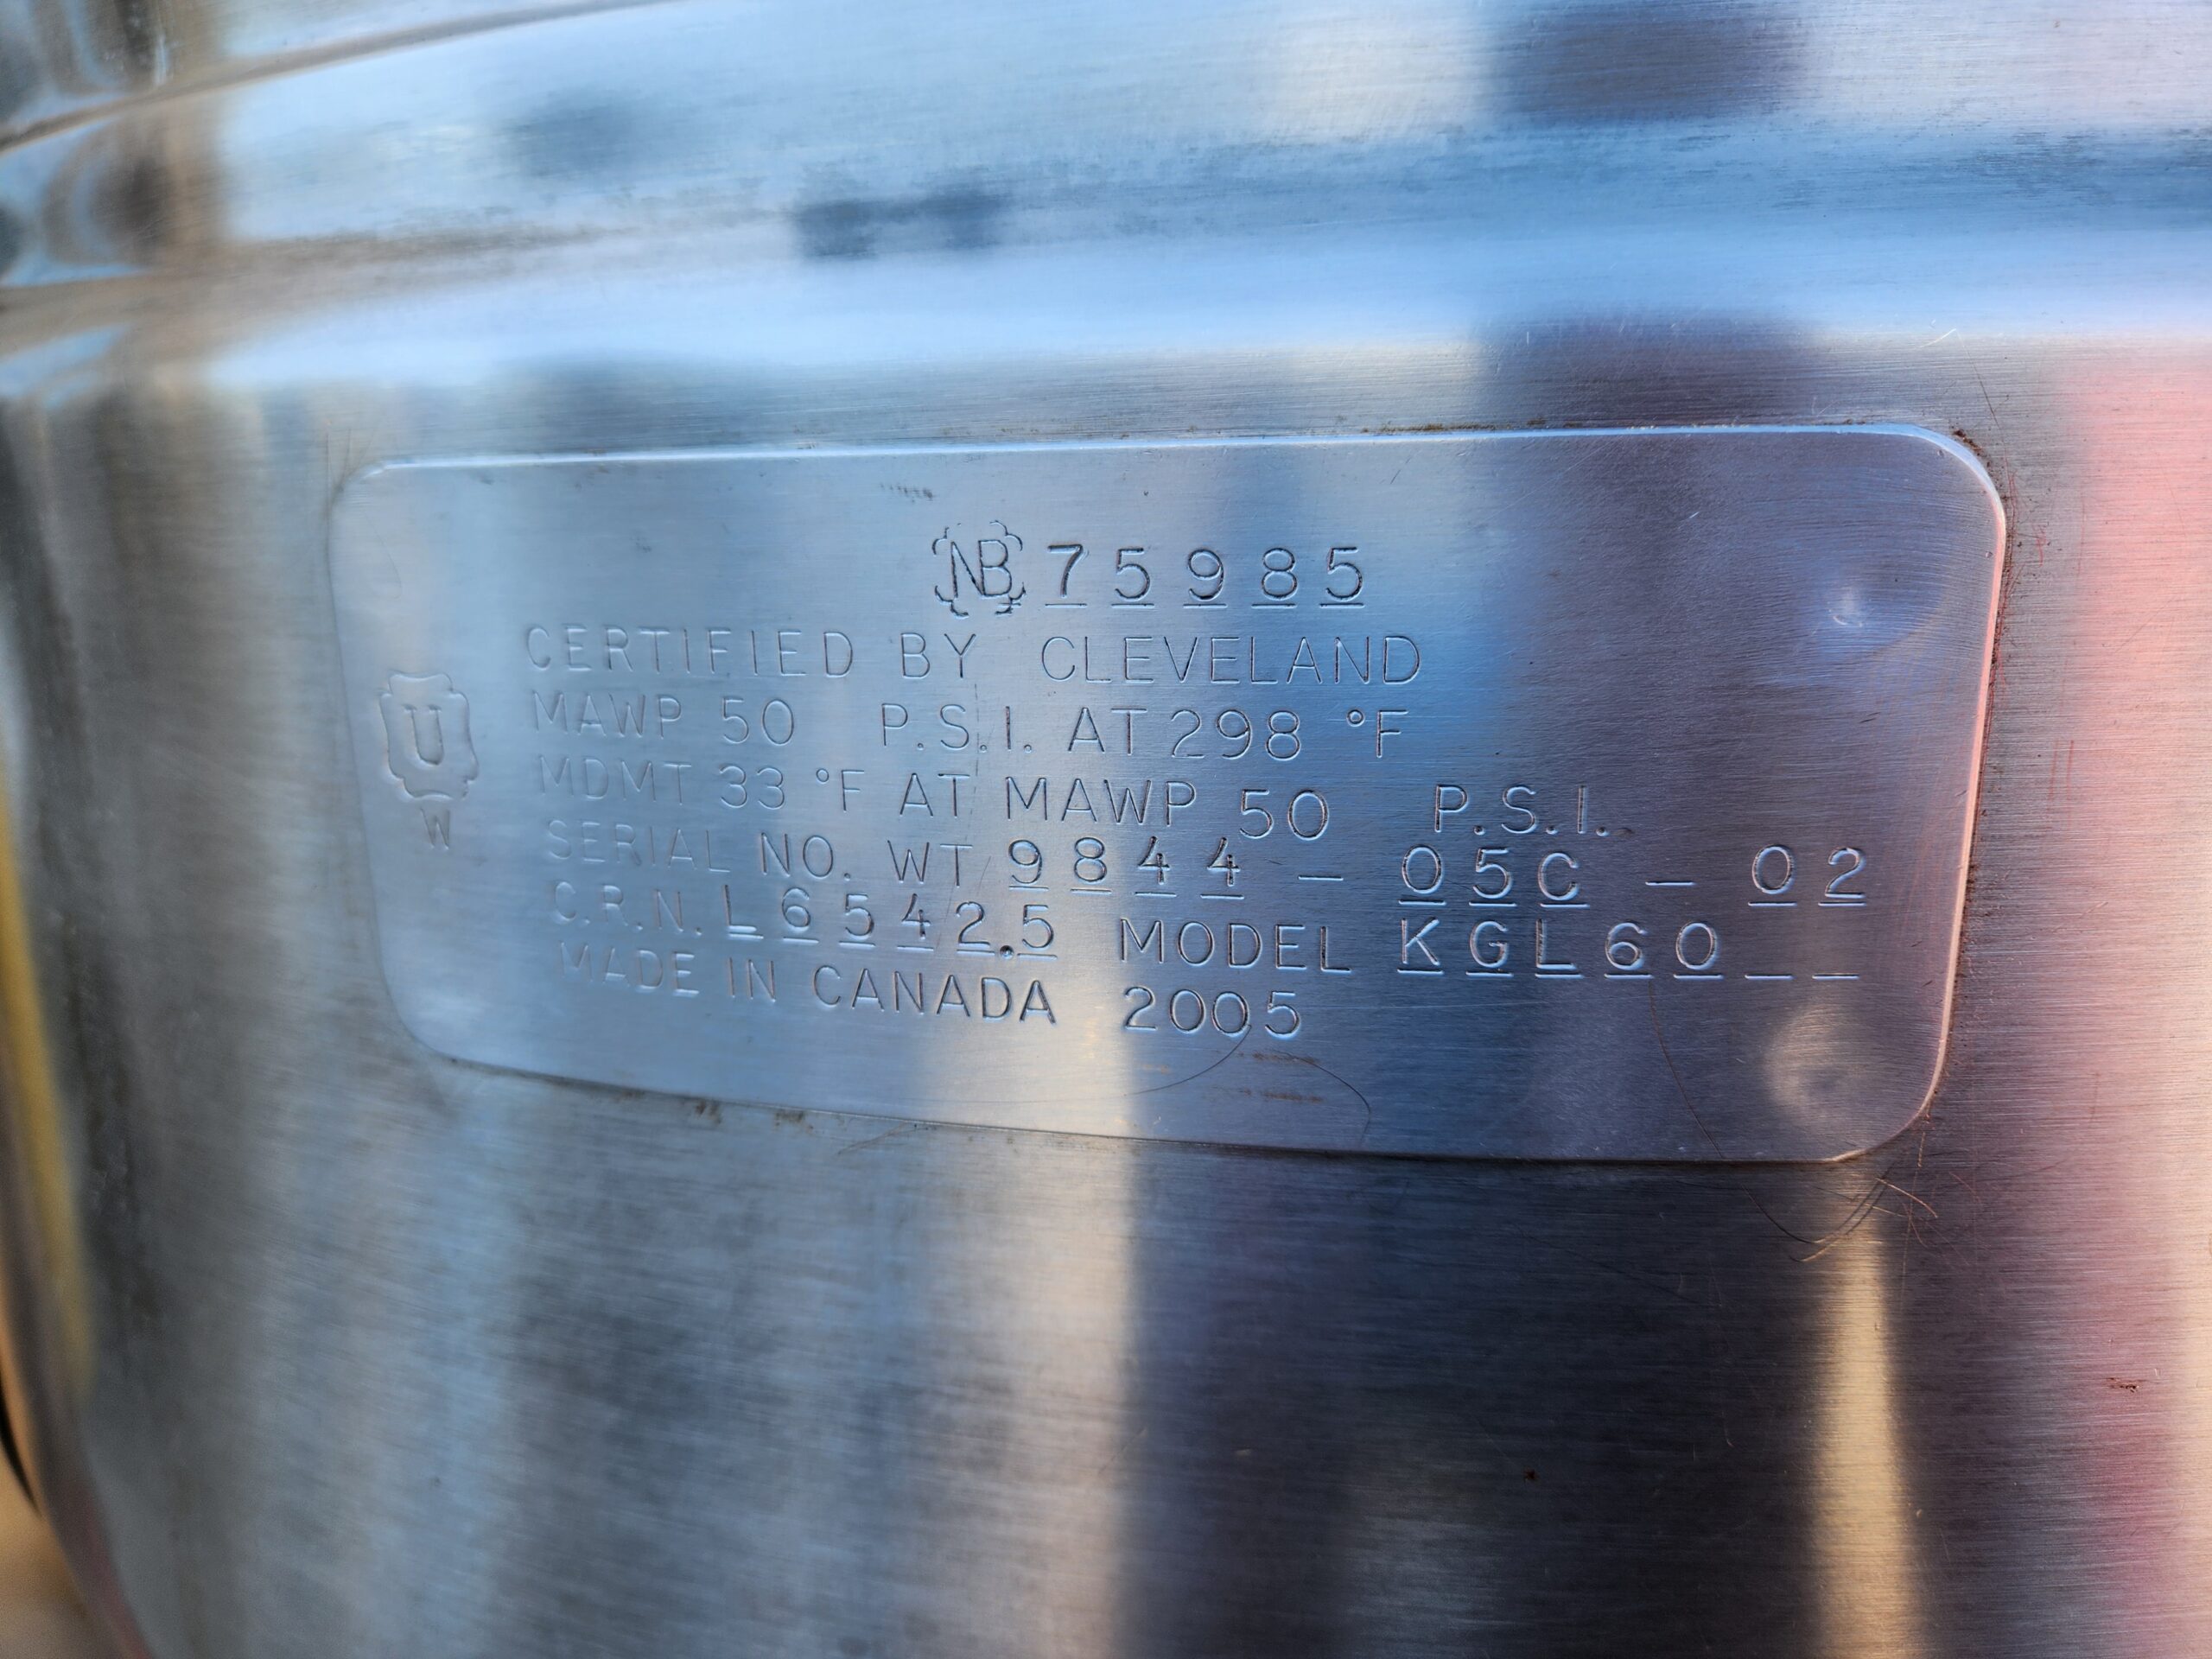 NB 75985
CERTIFIED BY CLEVELAND
U
W
MAWP 50 P.S.I. AT 298 °F
MDMT 33 °F AT MAWP 50 P.S.I.
SERIAL NO. WT 9844 - 05C - 02
C.R.N. L6542.5 MODEL KGL60__
MADE IN CANADA 2005